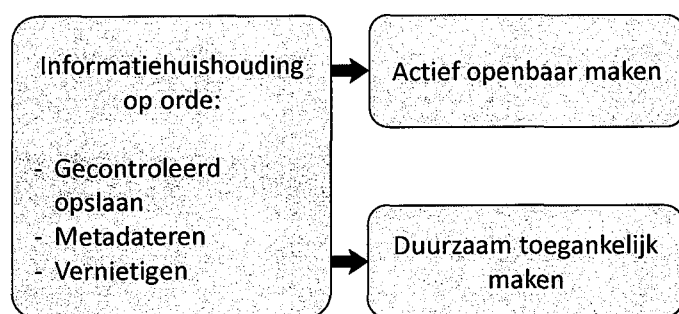 Informatiehuishouding
op orde:
- Gecontroleerd
opslaan
- Metadateren
- Vernietigen
Actief openbaar maken
Duurzaam toegankelijk
maken